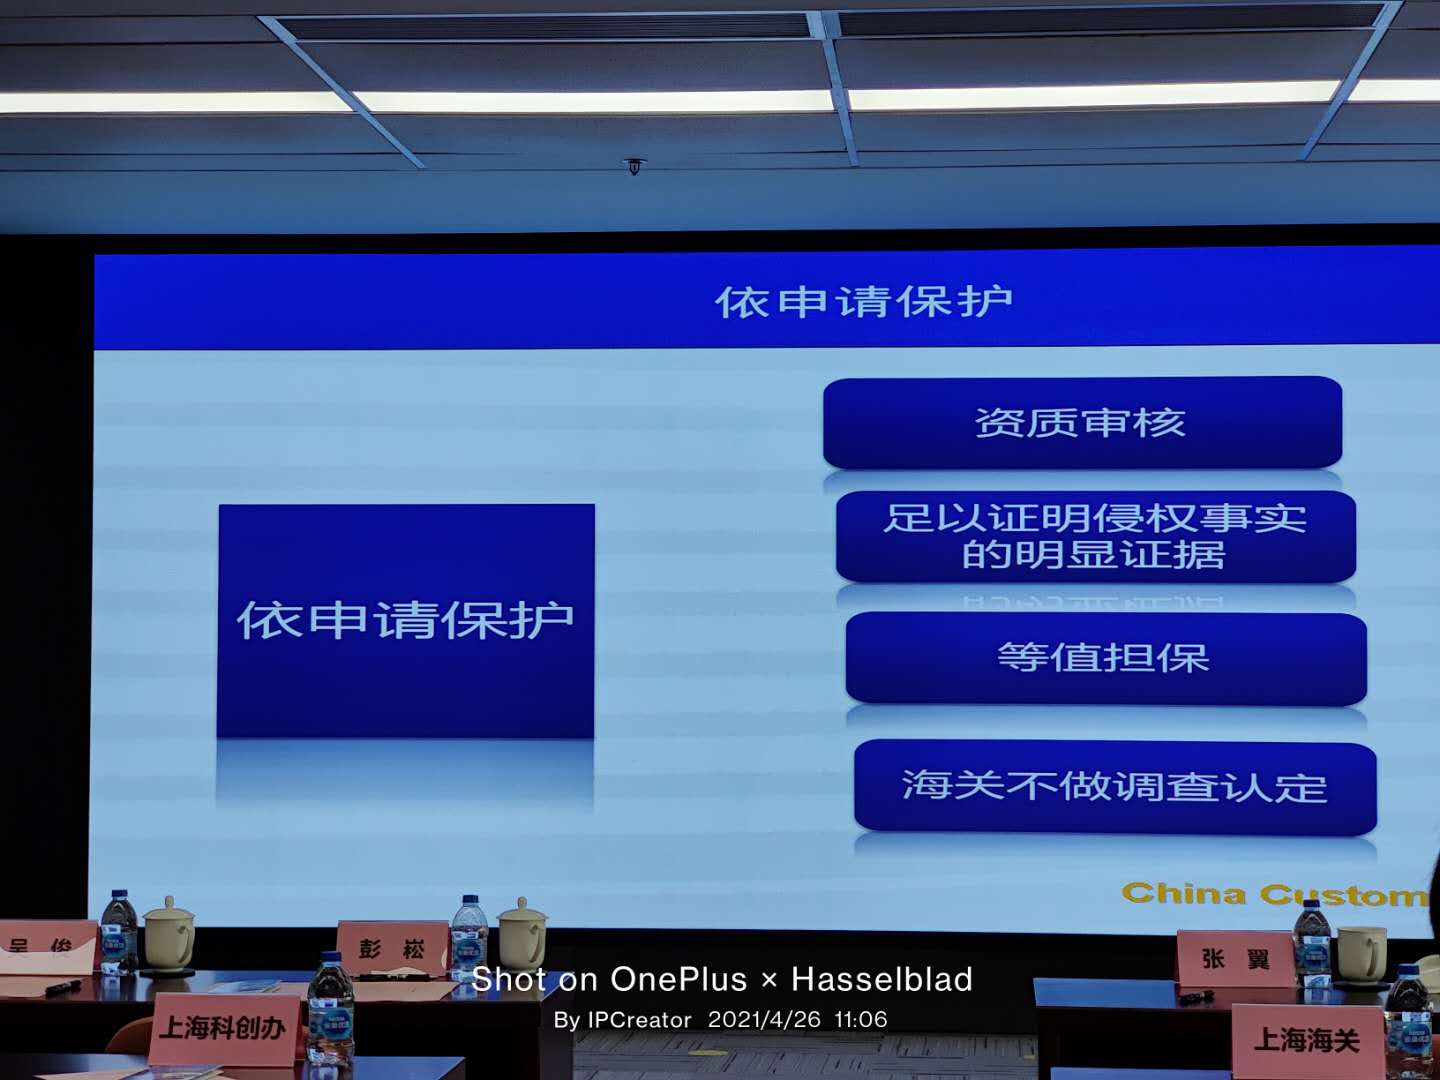 依申请保护
资质审核
足以证明侵权事实
的明显证据
依申请保护
等值担保
海关不做调查认定
China Custom
吴 俊
彭 崧
张 翼
上海科创办
上海海关
Shot on OnePlus × Hasselblad
By IPCreator 2021/4/26 11:06